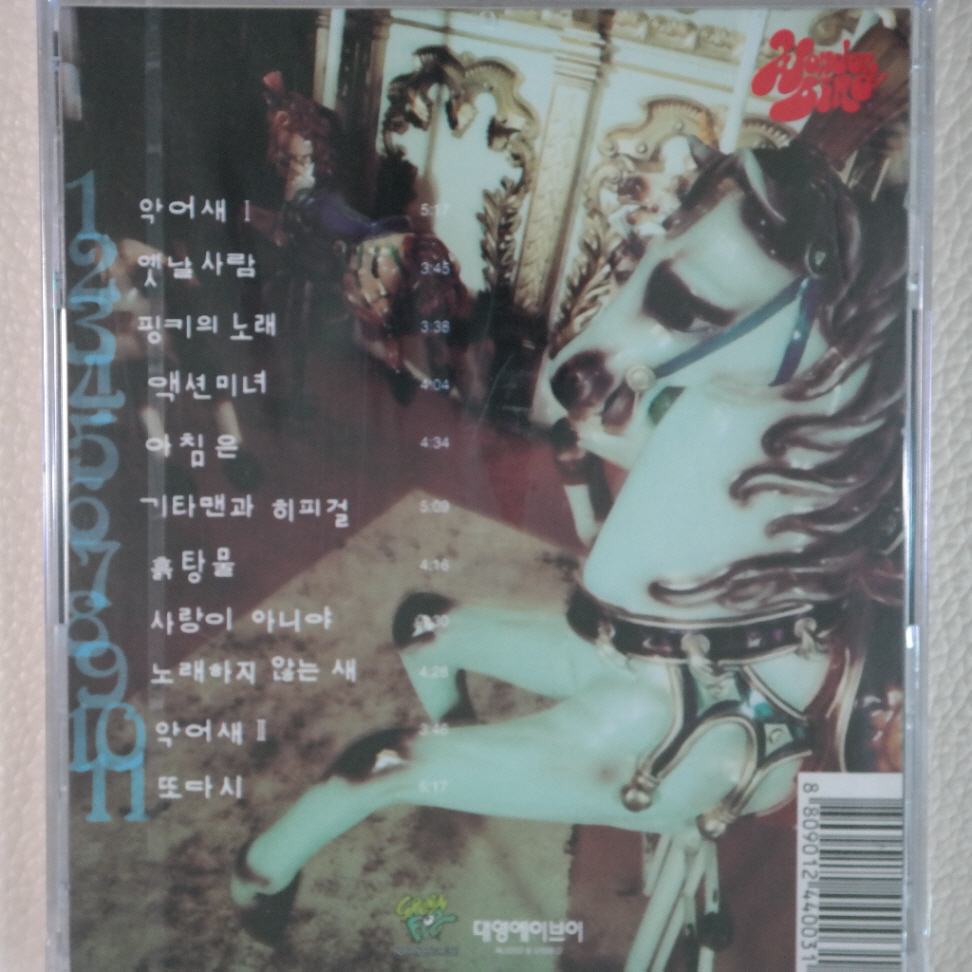 Wonder Bird
1 악어새 Ⅰ 5:17
2 옛날 사람 3:45
3 핑키의 노래 3:38
4 액션미녀 4:04
5 아침은 4:34
6 기타맨과 히피걸 5:09
7 흙탕물 4:16
8 사랑이 아니야
9 노래하지 않는 새 4:28
10 악어새 Ⅱ 3:46
11 또다시 6:17
대영에이브이
8 809012 440031